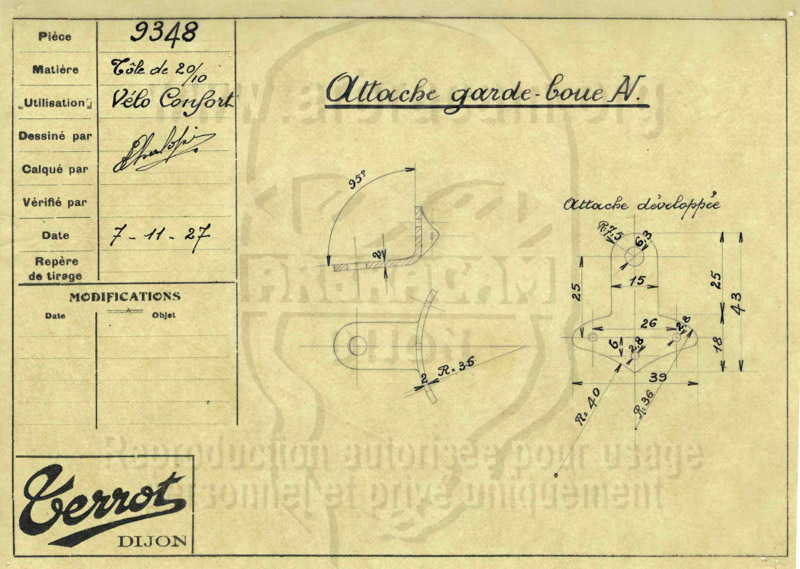 Pièce 9348
Matière Tôle de 20/10
„Utilisation„ Vélo Confort
Dessiné par
Calqué par
Vérifié par
Date 7-11-27
Repère
de tirage
MODIFICATIONS
Date Objet
Terrot
DIJON
Attache garde-boue AV.
95°
2
2
R=36
Attache développée
R=7,5
6,3
15
25
25
43
26
2,8
6
2,8
18
39
R=40
R=36
ARBRACAM
DIJON
Reproduction autorisée pour usage
personnel et privé uniquement